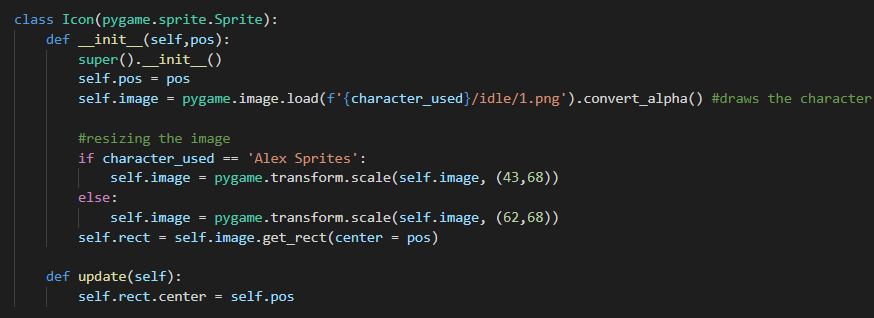 class Icon(pygame.sprite.Sprite):
    def __init__(self,pos):
        super().__init__()
        self.pos = pos
        self.image = pygame.image.load(f'{character_used}/idle/1.png').convert_alpha() #draws the character

        #resizing the image
        if character_used == 'Alex Sprites':
            self.image = pygame.transform.scale(self.image, (43,68))
        else:
            self.image = pygame.transform.scale(self.image, (62,68))
        self.rect = self.image.get_rect(center = pos)

    def update(self):
        self.rect.center = self.pos